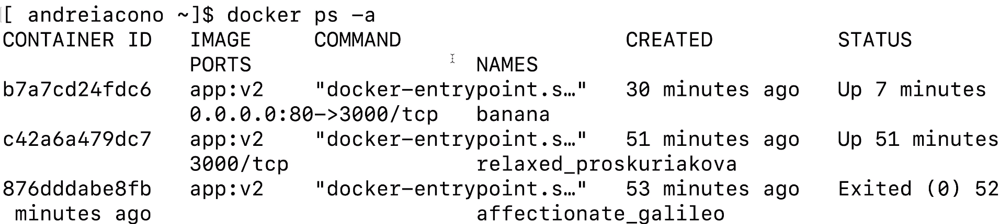 [ andreiacono ~]$ docker ps -a
CONTAINER ID   IMAGE     COMMAND                  CREATED          STATUS
               PORTS                  NAMES
b7a7cd24fdc6   app:v2    "docker-entrypoint.s…"   30 minutes ago   Up 7 minutes
               0.0.0.0:80->3000/tcp   banana
c42a6a479dc7   app:v2    "docker-entrypoint.s…"   51 minutes ago   Up 51 minutes
               3000/tcp               relaxed_proskuriakova
876dddabe8fb   app:v2    "docker-entrypoint.s…"   53 minutes ago   Exited (0) 52
 minutes ago                          affectionate_galileo